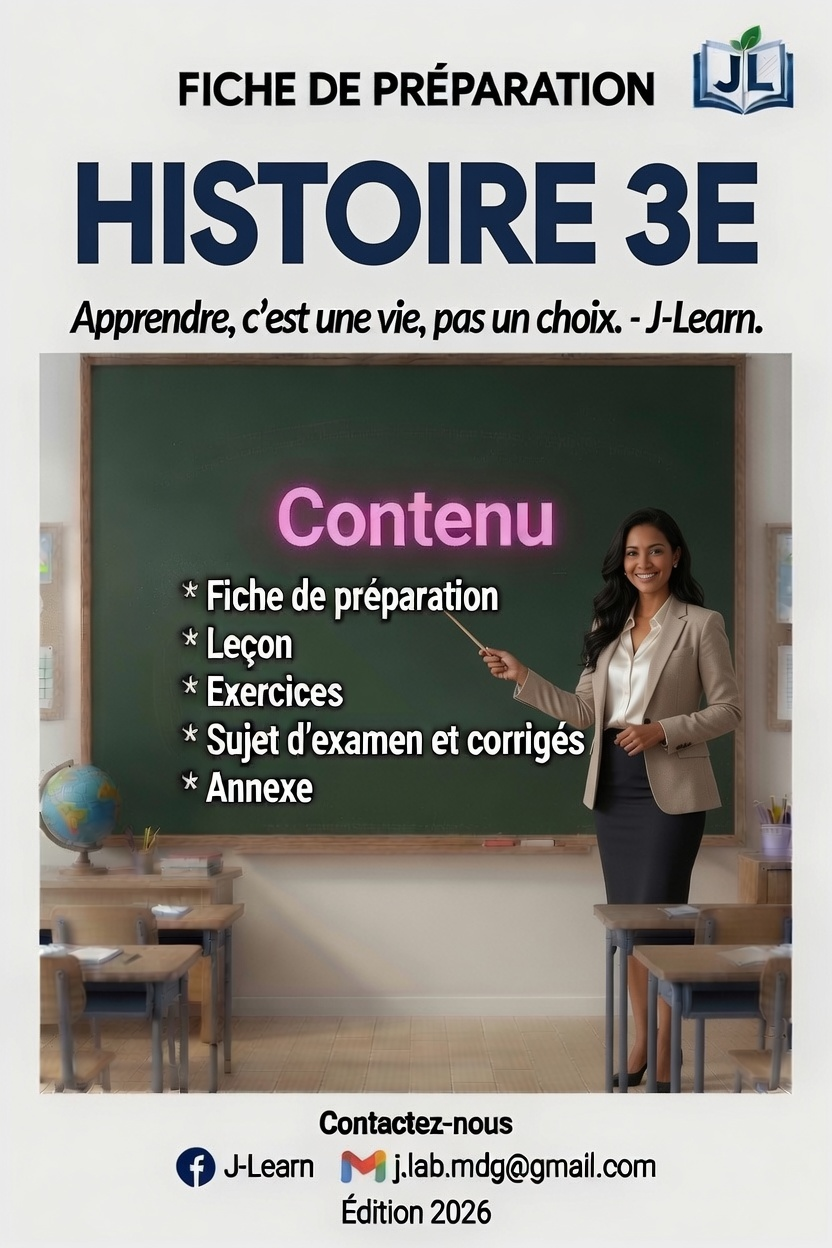 FICHE DE PRÉPARATION
JL
HISTOIRE 3E
Apprendre, c'est une vie, pas un choix. - J-Learn.
Contenu
* Fiche de préparation
* Leçon
* Exercices
* Sujet d'examen et corrigés
* Annexe
Contactez-nous
J-Learn j.lab.mdg@gmail.com
Édition 2026